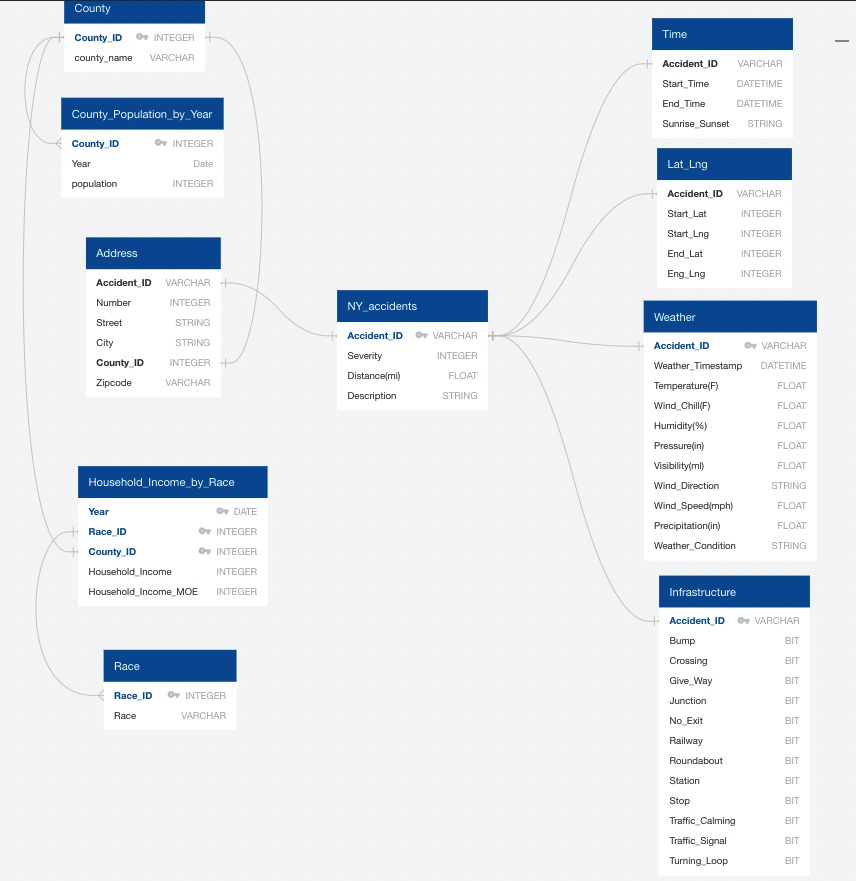 County
County_ID INTEGER
county_name VARCHAR
County_Population_by_Year
County_ID INTEGER
Year Date
population INTEGER
Address
Accident_ID VARCHAR
Number INTEGER
Street STRING
City STRING
County_ID INTEGER
Zipcode VARCHAR
Household_Income_by_Race
Year DATE
Race_ID INTEGER
County_ID INTEGER
Household_Income INTEGER
Household_Income_MOE INTEGER
Race
Race_ID INTEGER
Race VARCHAR
NY_accidents
Accident_ID VARCHAR
Severity INTEGER
Distance(mi) FLOAT
Description STRING
Time
Accident_ID VARCHAR
Start_Time DATETIME
End_Time DATETIME
Sunrise_Sunset STRING
Lat_Lng
Accident_ID VARCHAR
Start_Lat INTEGER
Start_Lng INTEGER
End_Lat INTEGER
Eng_Lng INTEGER
Weather
Accident_ID VARCHAR
Weather_Timestamp DATETIME
Temperature(F) FLOAT
Wind_Chill(F) FLOAT
Humidity(%) FLOAT
Pressure(in) FLOAT
Visibility(ml) FLOAT
Wind_Direction STRING
Wind_Speed(mph) FLOAT
Precipitation(in) FLOAT
Weather_Condition STRING
Infrastructure
Accident_ID VARCHAR
Bump BIT
Crossing BIT
Give_Way BIT
Junction BIT
No_Exit BIT
Railway BIT
Roundabout BIT
Station BIT
Stop BIT
Traffic_Calming BIT
Traffic_Signal BIT
Turning_Loop BIT